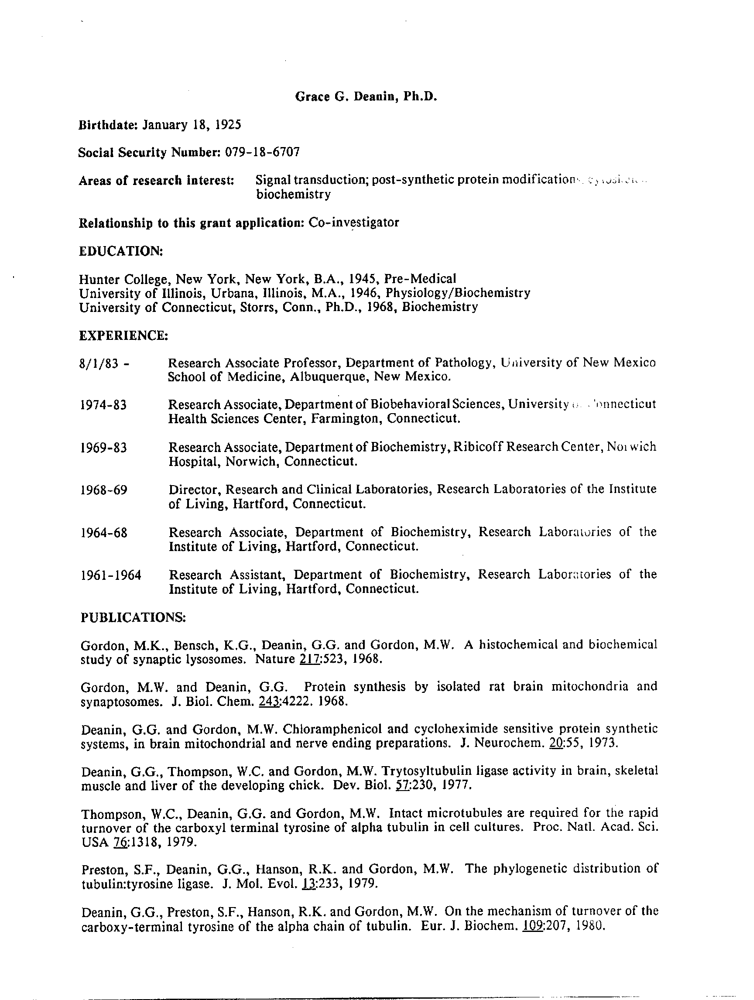 Grace G. Deanin, Ph.D.
Birthdate: January 18, 1925
Social Security Number: 079-18-6707
Areas of research interest: Signal transduction; post-synthetic protein modification
biochemistry
Relationship to this grant application: Co-investigator
EDUCATION:
Hunter College, New York, New York, B.A., 1945, Pre-Medical
University of Illinois, Urbana, Illinois, M.A., 1946, Physiology/Biochemistry
University of Connecticut, Storrs, Conn., Ph.D., 1968, Biochemistry
EXPERIENCE:
8/1/83 - Research Associate Professor, Department of Pathology, University of New Mexico
School of Medicine, Albuquerque, New Mexico.
1974-83 Research Associate, Department of Biobehavioral Sciences, University Connecticut
Health Sciences Center, Farmington, Connecticut.
1969-83 Research Associate, Department of Biochemistry, Ribicoff Research Center, Norwich
Hospital, Norwich, Connecticut.
1968-69 Director, Research and Clinical Laboratories, Research Laboratories of the Institute
of Living, Hartford, Connecticut.
1964-68 Research Associate, Department of Biochemistry, Research Laboratories of the
Institute of Living, Hartford, Connecticut.
1961-1964 Research Assistant, Department of Biochemistry, Research Laboratories of the
Institute of Living, Hartford, Connecticut.
PUBLICATIONS:
Gordon, M.K., Bensch, K.G., Deanin, G.G. and Gordon, M.W. A histochemical and biochemical
study of synaptic lysosomes. Nature 217:523, 1968.
Gordon, M.W. and Deanin, G.G. Protein synthesis by isolated rat brain mitochondria and
synaptosomes. J. Biol. Chem. 243:4222. 1968.
Deanin, G.G. and Gordon, M.W. Chloramphenicol and cycloheximide sensitive protein synthetic
systems, in brain mitochondrial and nerve ending preparations. J. Neurochem. 20:55, 1973.
Deanin, G.G., Thompson, W.C. and Gordon, M.W. Trytosyltubulin ligase activity in brain, skeletal
muscle and liver of the developing chick. Dev. Biol. 57:230, 1977.
Thompson, W.C., Deanin, G.G. and Gordon, M.W. Intact microtubules are required for the rapid
turnover of the carboxyl terminal tyrosine of alpha tubulin in cell cultures. Proc. Natl. Acad. Sci.
USA 76:1318, 1979.
Preston, S.F., Deanin, G.G., Hanson, R.K. and Gordon, M.W. The phylogenetic distribution of
tubulin:tyrosine ligase. J. Mol. Evol. 13:233, 1979.
Deanin, G.G., Preston, S.F., Hanson, R.K. and Gordon, M.W. On the mechanism of turnover of the
carboxy-terminal tyrosine of the alpha chain of tubulin. Eur. J. Biochem. 109:207, 1980.